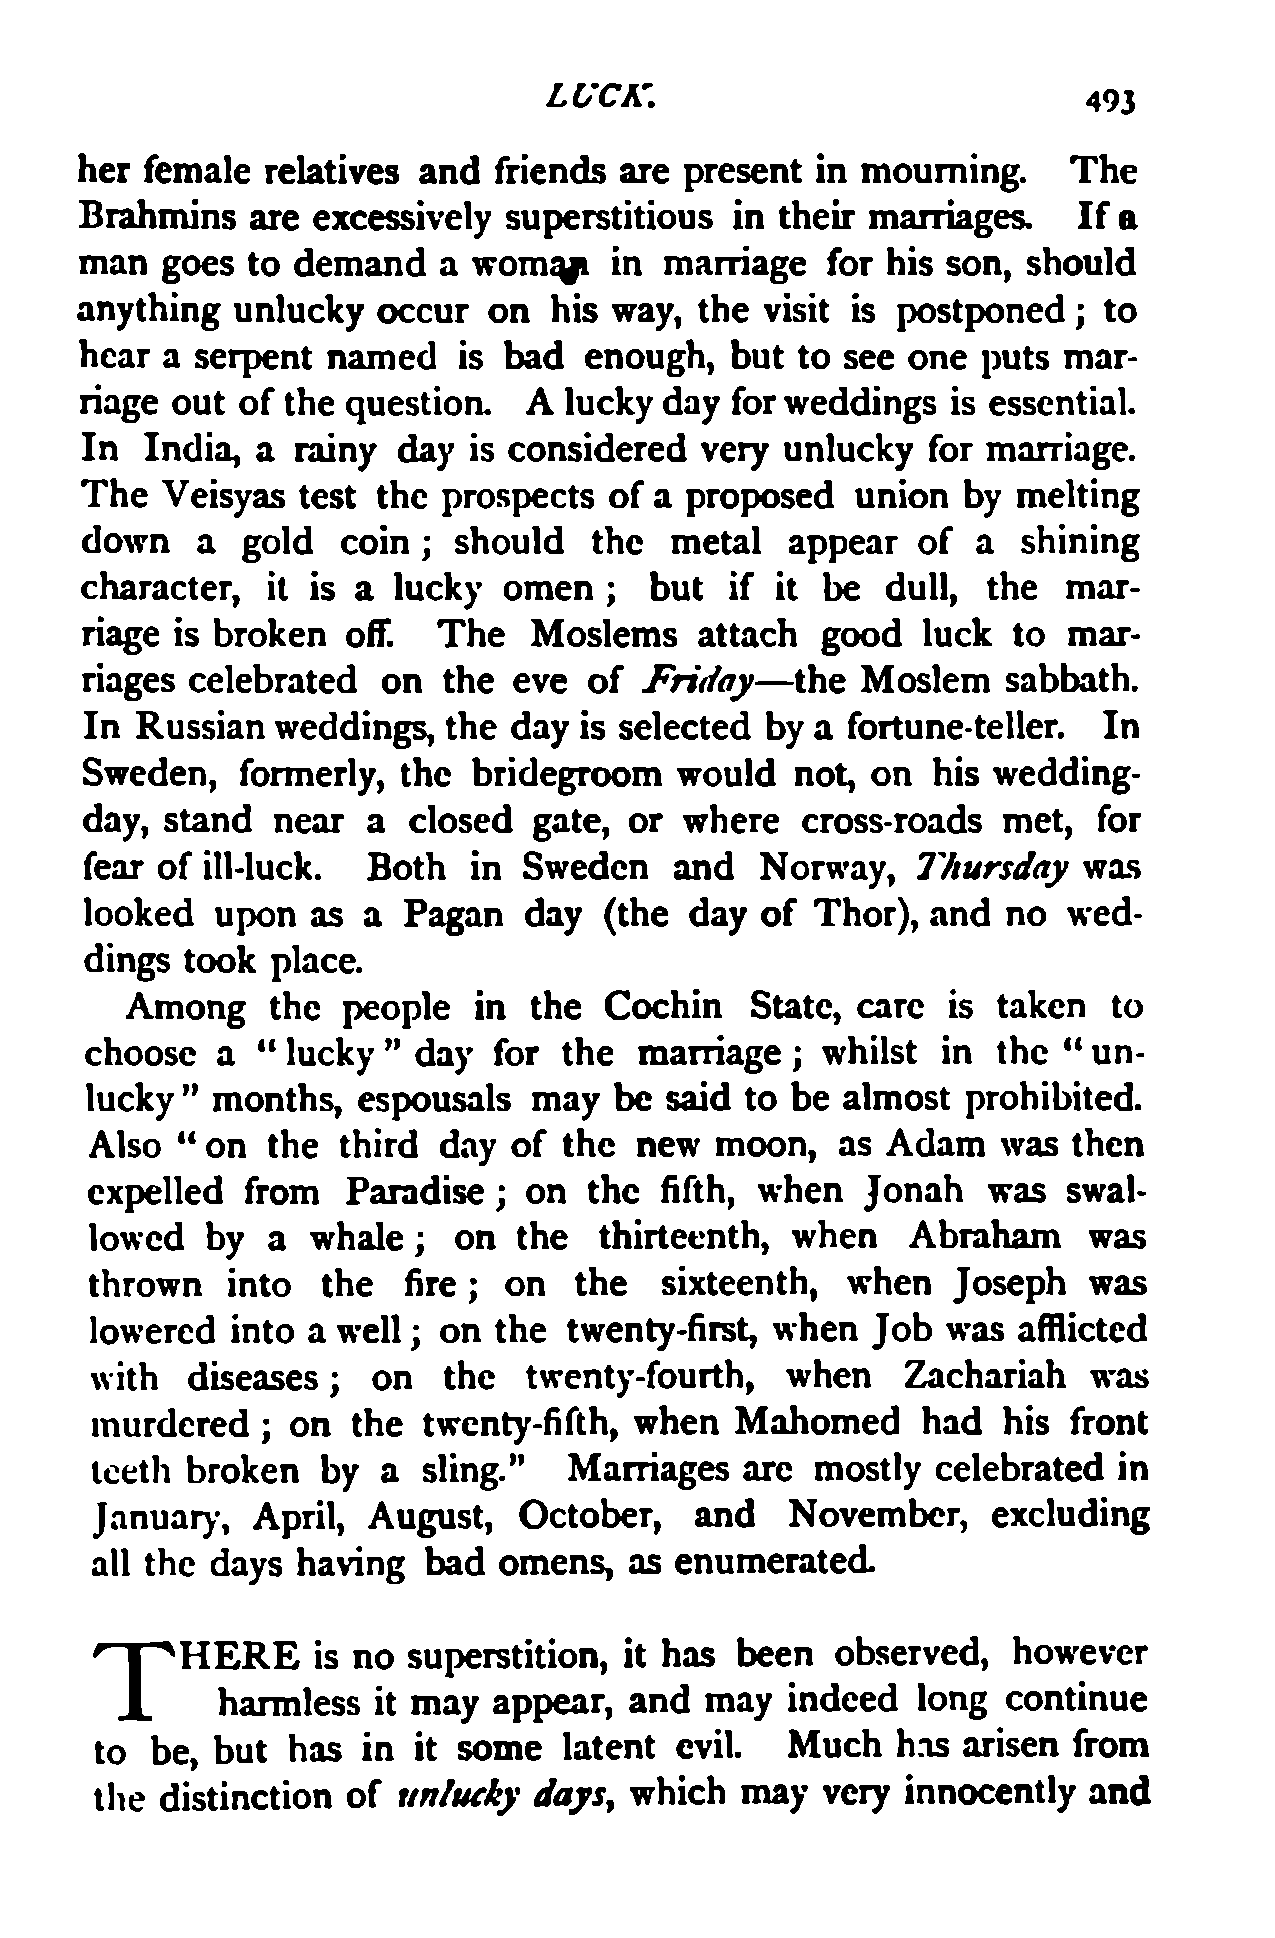 LUCK.
493
her female relatives and friends are present in mourning. The
Brahmins are excessively superstitious in their marriages. If a
man goes to demand a woman in marriage for his son, should
anything unlucky occur on his way, the visit is postponed ; to
hear a serpent named is bad enough, but to see one puts mar-
riage out of the question. A lucky day for weddings is essential.
In India, a rainy day is considered very unlucky for marriage.
The Veisyas test the prospects of a proposed union by melting
down a gold coin ; should the metal appear of a shining
character, it is a lucky omen ; but if it be dull, the mar-
riage is broken off. The Moslems attach good luck to mar-
riages celebrated on the eve of Friday—the Moslem sabbath.
In Russian weddings, the day is selected by a fortune-teller. In
Sweden, formerly, the bridegroom would not, on his wedding-
day, stand near a closed gate, or where cross-roads met, for
fear of ill-luck. Both in Sweden and Norway, Thursday was
looked upon as a Pagan day (the day of Thor), and no wed-
dings took place.
Among the people in the Cochin State, care is taken to
choose a “ lucky ” day for the marriage ; whilst in the “ un-
lucky ” months, espousals may be said to be almost prohibited.
Also “ on the third day of the new moon, as Adam was then
expelled from Paradise ; on the fifth, when Jonah was swal-
lowed by a whale ; on the thirteenth, when Abraham was
thrown into the fire ; on the sixteenth, when Joseph was
lowered into a well ; on the twenty-first, when Job was afflicted
with diseases ; on the twenty-fourth, when Zachariah was
murdered ; on the twenty-fifth, when Mahomed had his front
teeth broken by a sling.” Marriages are mostly celebrated in
January, April, August, October, and November, excluding
all the days having bad omens, as enumerated.
THERE is no superstition, it has been observed, however
harmless it may appear, and may indeed long continue
to be, but has in it some latent evil. Much has arisen from
the distinction of unlucky days, which may very innocently and